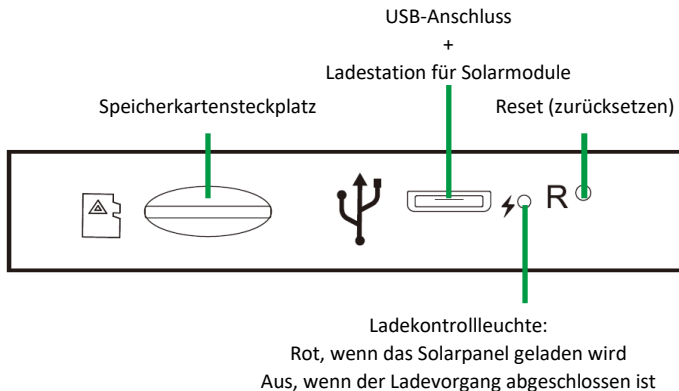 USB-Anschluss
+
Ladestation für Solarmodule
Speicherkartensteckplatz
Reset (zurücksetzen)
R
Ladekontrollleuchte:
Rot, wenn das Solarpanel geladen wird
Aus, wenn der Ladevorgang abgeschlossen ist